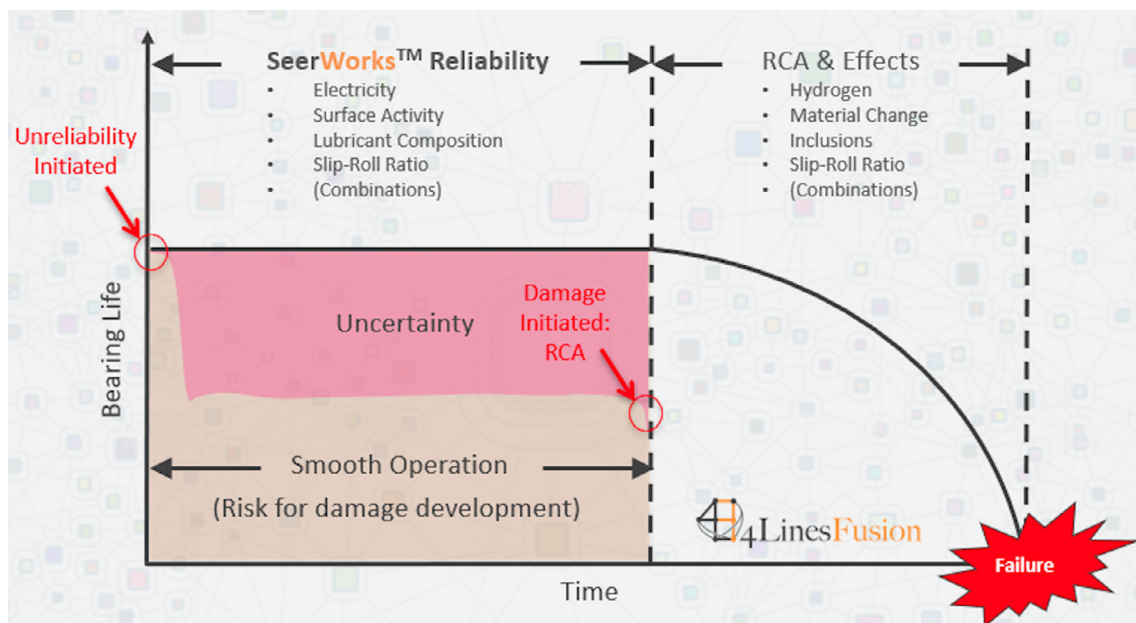 SeerWorks™ Reliability
• Electricity
• Surface Activity
• Lubricant Composition
• Slip-Roll Ratio
• (Combinations)
RCA & Effects
• Hydrogen
• Material Change
• Inclusions
• Slip-Roll Ratio
• (Combinations)
Unreliability
Initiated
Bearing Life
Uncertainty
Damage
Initiated:
RCA
Smooth Operation
(Risk for damage development)
4LinesFusion
Failure
Time